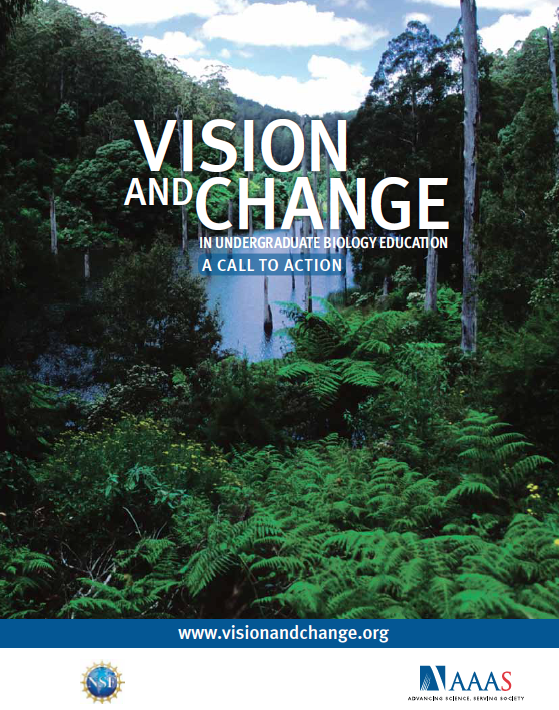 VISION
AND CHANGE
IN UNDERGRADUATE BIOLOGY EDUCATION
A CALL TO ACTION
www.visionandchange.org
NSF
AAAS
ADVANCING SCIENCE, SERVING SOCIETY